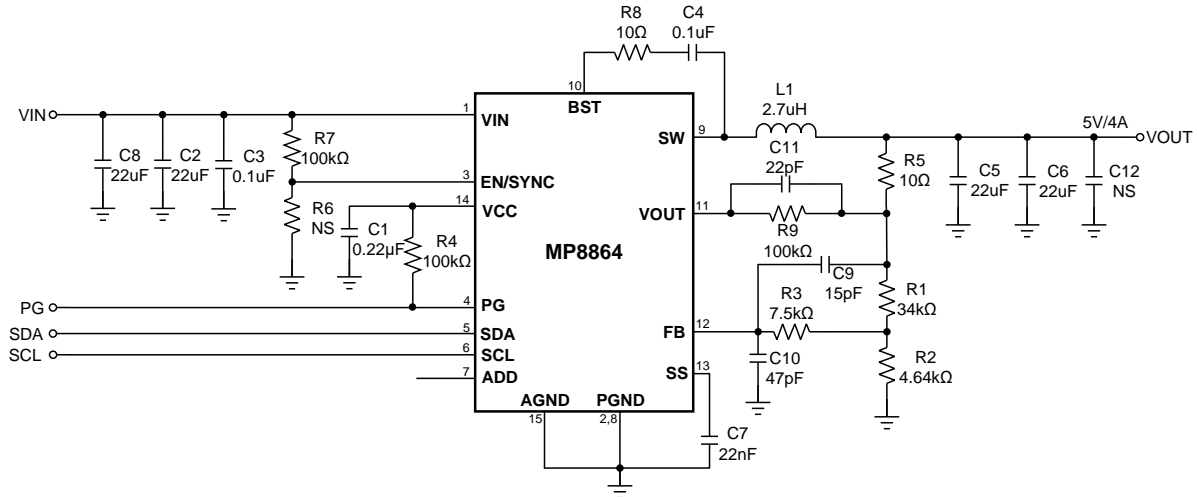 R8
10Ω
C4
0.1uF
10
BST
VIN
1
VIN
C8
22uF
C2
22uF
C3
0.1uF
R7
100kΩ
3
EN/SYNC
R6
NS
14
VCC
C1
0.22µF
R4
100kΩ
MP8864
SW
9
L1
2.7uH
5V/4A
VOUT
C11
22pF
R5
10Ω
C5
22uF
C6
22uF
C12
NS
VOUT
11
R9
100kΩ
C9
15pF
R1
34kΩ
R3
7.5kΩ
PG
4
PG
SDA
5
SDA
SCL
6
SCL
7
ADD
FB
12
C10
47pF
R2
4.64kΩ
SS
13
AGND
PGND
15
2,8
C7
22nF